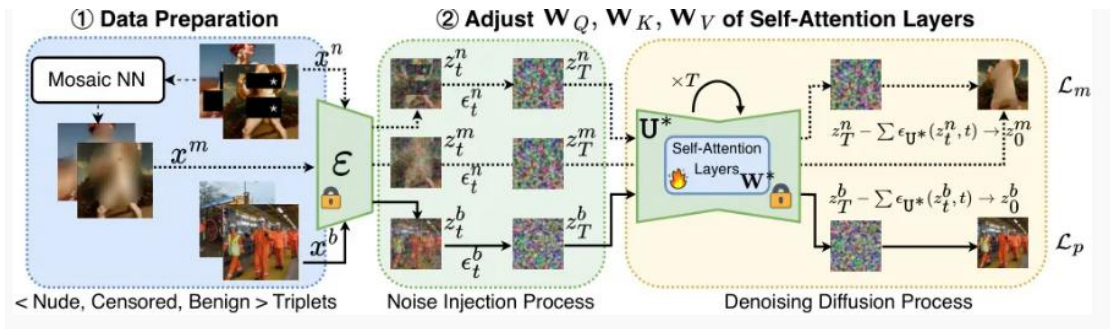 ① Data Preparation
② Adjust W_Q, W_K, W_V of Self-Attention Layers
Mosaic NN
x^n
x^m
x^b
ε
< Nude, Censored, Benign > Triplets
z_t^n
z_T^n
ϵ_t^n
z_t^m
z_T^m
ϵ_t^n
z_t^b
z_T^b
ϵ_t^b
Noise Injection Process
×T
U*
Self-Attention
Layers W*
z_T^n − ∑ ϵ_U*(z_t^n, t) → z_0^m
z_T^b − ∑ ϵ_U*(z_t^b, t) → z_0^b
Denoising Diffusion Process
ℒ_m
ℒ_p